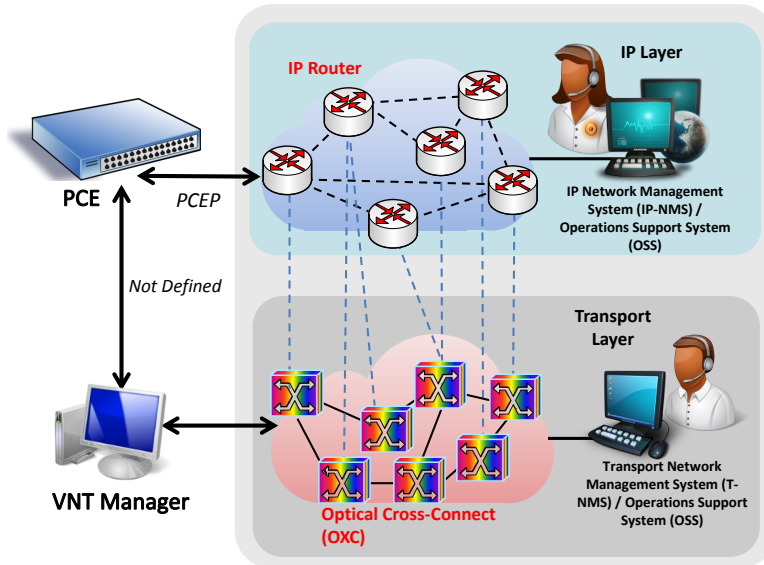 IP Router
IP Layer
PCE
PCEP
IP Network Management
System (IP-NMS) /
Operations Support System
(OSS)
Not Defined
Transport
Layer
VNT Manager
Optical Cross-Connect
(OXC)
Transport Network
Management System (T-
NMS) / Operations Support
System (OSS)